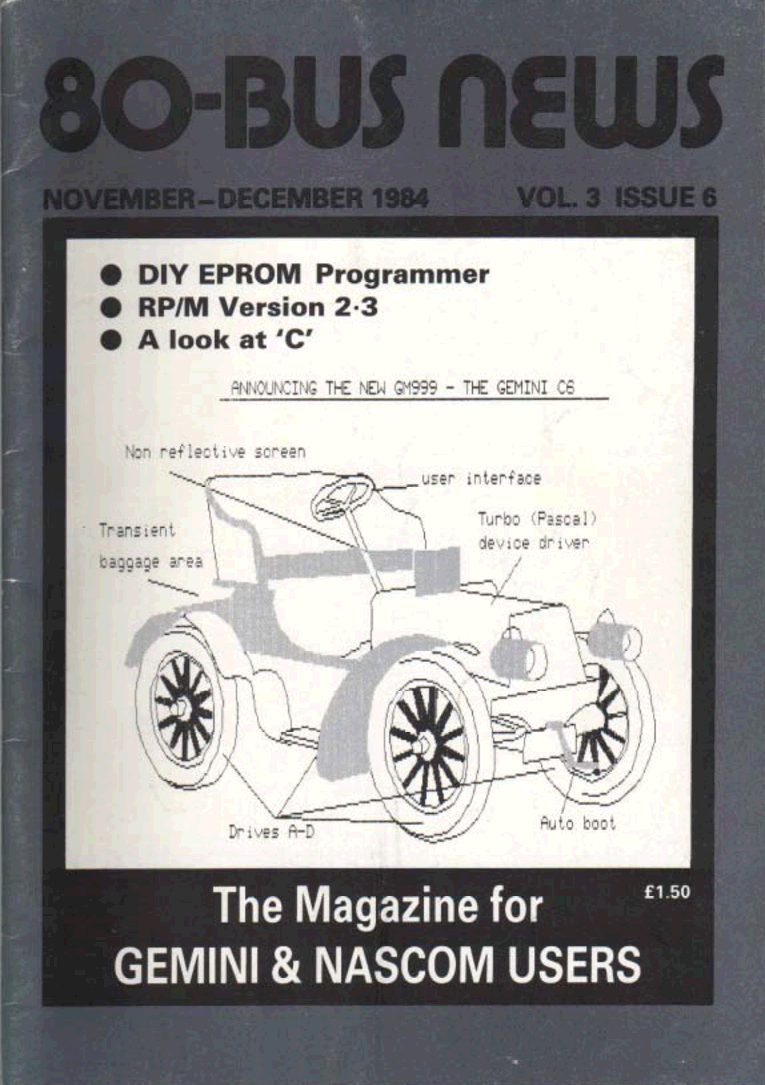 80-BUS NEWS
NOVEMBER–DECEMBER 1984 VOL. 3 ISSUE 6
● DIY EPROM Programmer
● RP/M Version 2·3
● A look at ‘C’
ANNOUNCING THE NEW GM999 - THE GEMINI C6
Non reflective screen
user interface
Turbo (Pascal)
device driver
Transient
baggage area
Drives A-D
Auto boot
£1.50
The Magazine for
GEMINI & NASCOM USERS